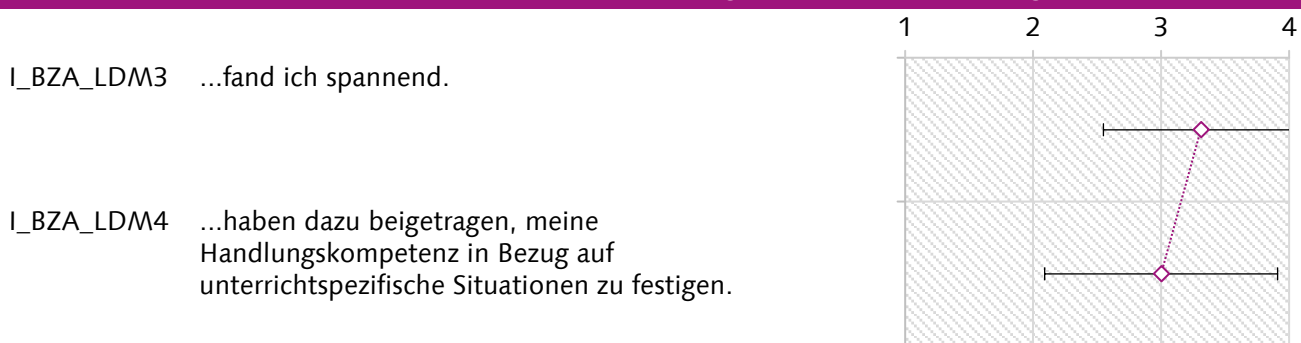 1 2 3 4
I_BZA_LDM3 ...fand ich spannend.
I_BZA_LDM4 ...haben dazu beigetragen, meine
Handlungskompetenz in Bezug auf
unterrichtspezifische Situationen zu festigen.